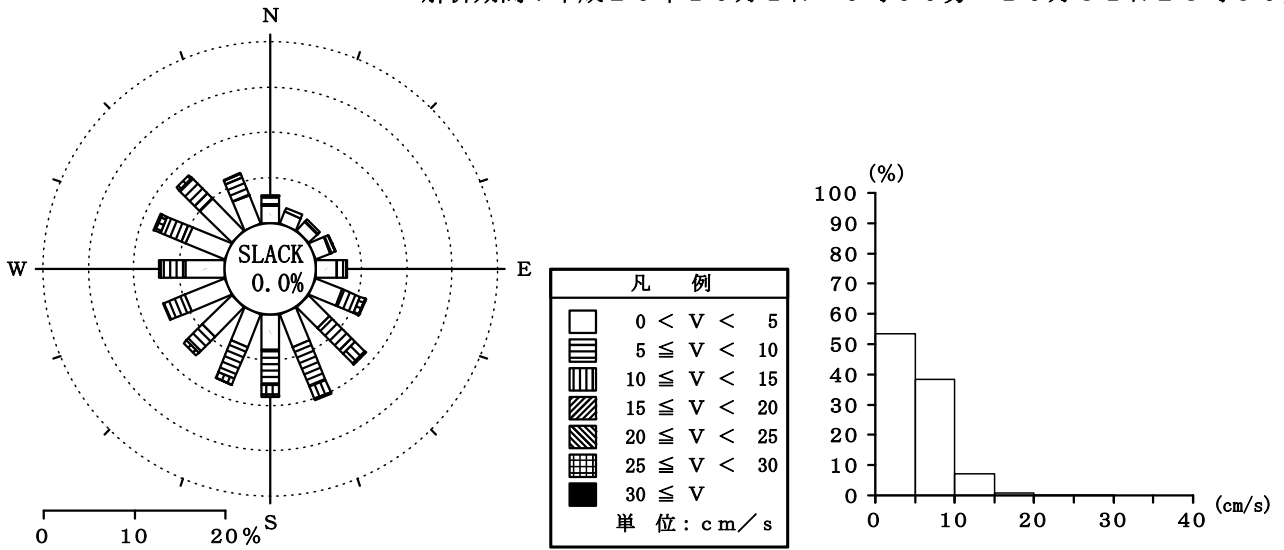 N
W
E
S
SLACK
0.0%
0 10 20%
凡 例
0 < V < 5
5 ≦ V < 10
10 ≦ V < 15
15 ≦ V < 20
20 ≦ V < 25
25 ≦ V < 30
30 ≦ V
単 位:cm/s
(%)
100
90
80
70
60
50
40
30
20
10
0
0 10 20 30 40 (cm/s)